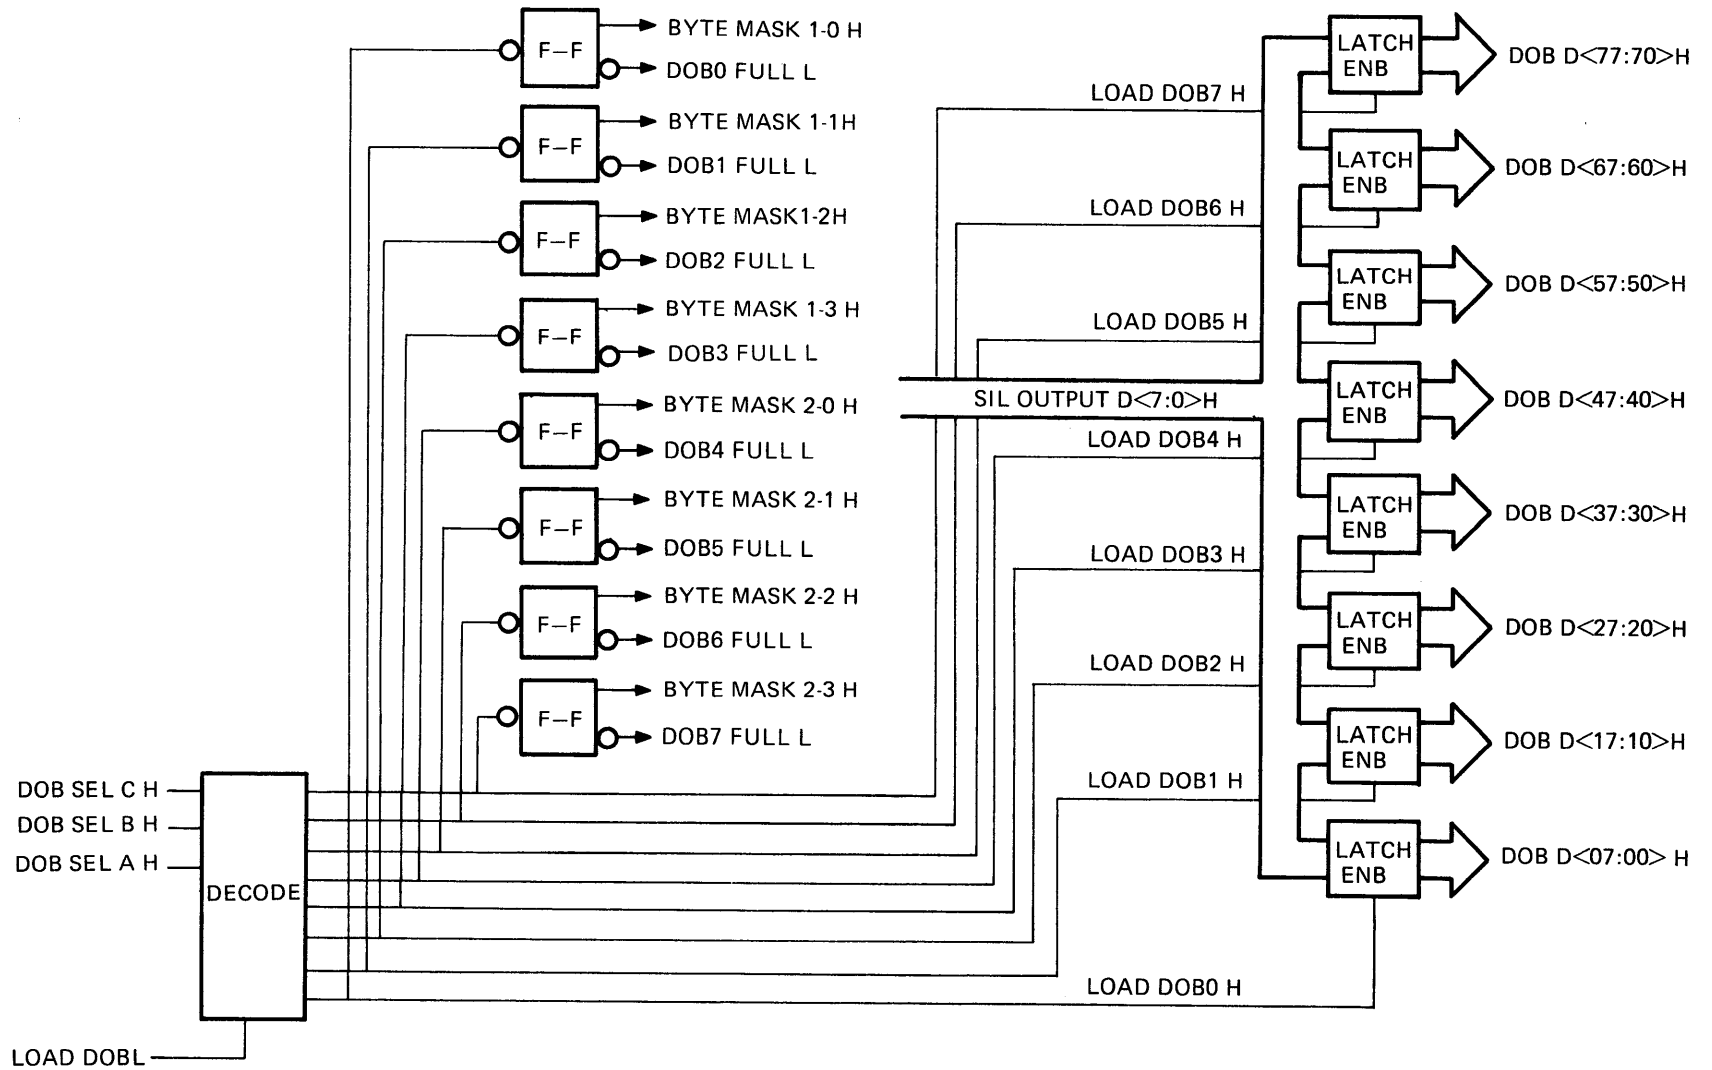 F–F
BYTE MASK 1-0 H
DOB0 FULL L
F–F
BYTE MASK 1-1H
DOB1 FULL L
F–F
BYTE MASK1-2H
DOB2 FULL L
F–F
BYTE MASK 1-3 H
DOB3 FULL L
F–F
BYTE MASK 2-0 H
DOB4 FULL L
F–F
BYTE MASK 2-1 H
DOB5 FULL L
F–F
BYTE MASK 2-2 H
DOB6 FULL L
F–F
BYTE MASK 2-3 H
DOB7 FULL L
DOB SEL C H
DOB SEL B H
DOB SEL A H
DECODE
LOAD DOBL
LOAD DOB7 H
LOAD DOB6 H
LOAD DOB5 H
SIL OUTPUT D<7:0>H
LOAD DOB4 H
LOAD DOB3 H
LOAD DOB2 H
LOAD DOB1 H
LOAD DOB0 H
LATCH
ENB
DOB D<77:70>H
LATCH
ENB
DOB D<67:60>H
LATCH
ENB
DOB D<57:50>H
LATCH
ENB
DOB D<47:40>H
LATCH
ENB
DOB D<37:30>H
LATCH
ENB
DOB D<27:20>H
LATCH
ENB
DOB D<17:10>H
LATCH
ENB
DOB D<07:00> H